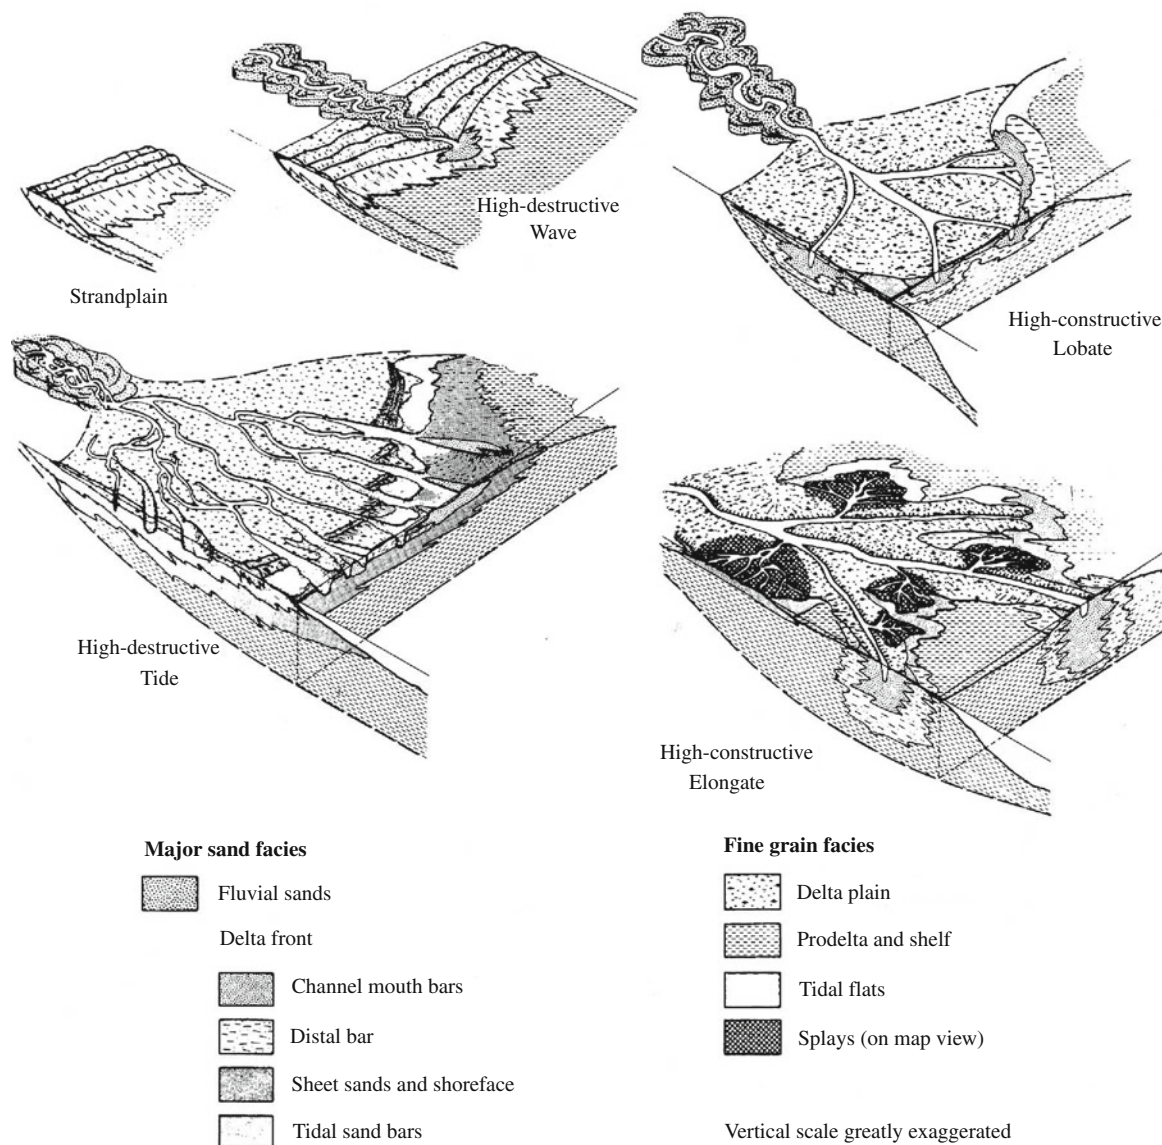 High-destructive
Wave
Strandplain
High-constructive
Lobate
High-destructive
Tide
High-constructive
Elongate
Major sand facies
Fluvial sands
Delta front
Channel mouth bars
Distal bar
Sheet sands and shoreface
Tidal sand bars
Fine grain facies
Delta plain
Prodelta and shelf
Tidal flats
Splays (on map view)
Vertical scale greatly exaggerated